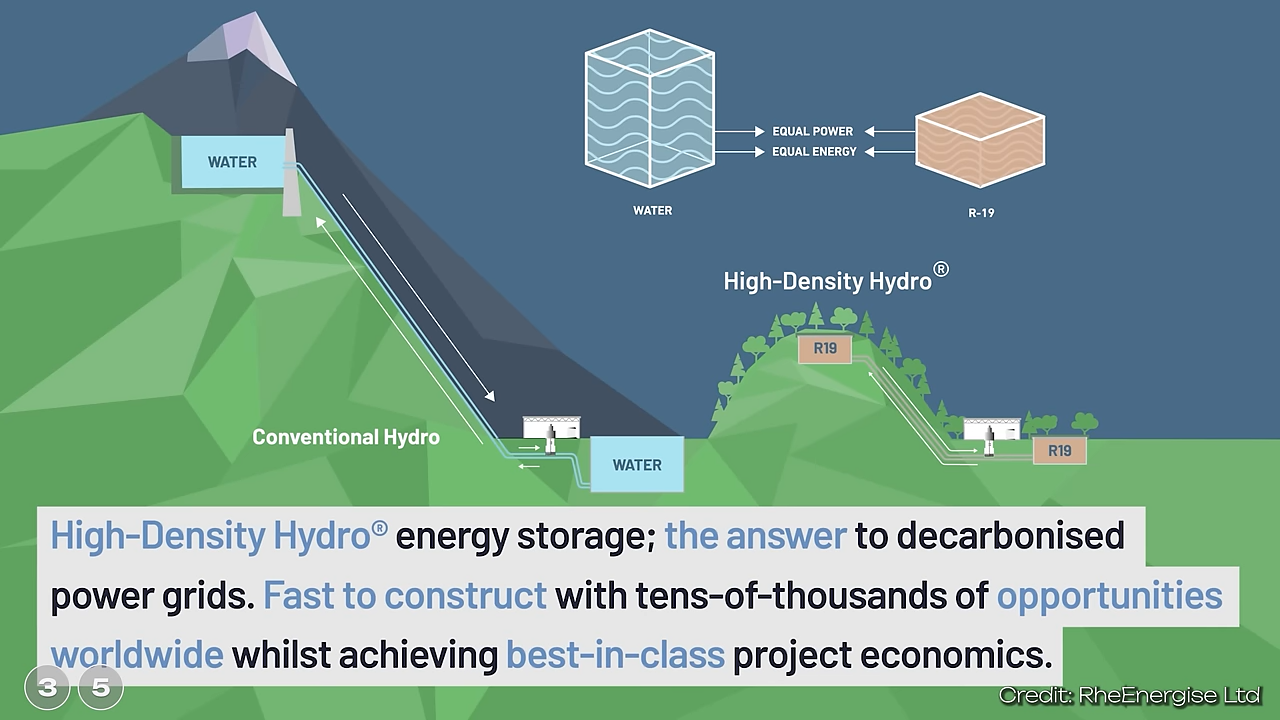 WATER
EQUAL POWER
EQUAL ENERGY
WATER
R-19
High-Density Hydro®
R19
Conventional Hydro
WATER
R19
High-Density Hydro® energy storage; the answer to decarbonised
power grids. Fast to construct with tens-of-thousands of opportunities
worldwide whilst achieving best-in-class project economics.
3 5
Credit: RheEnergise Ltd